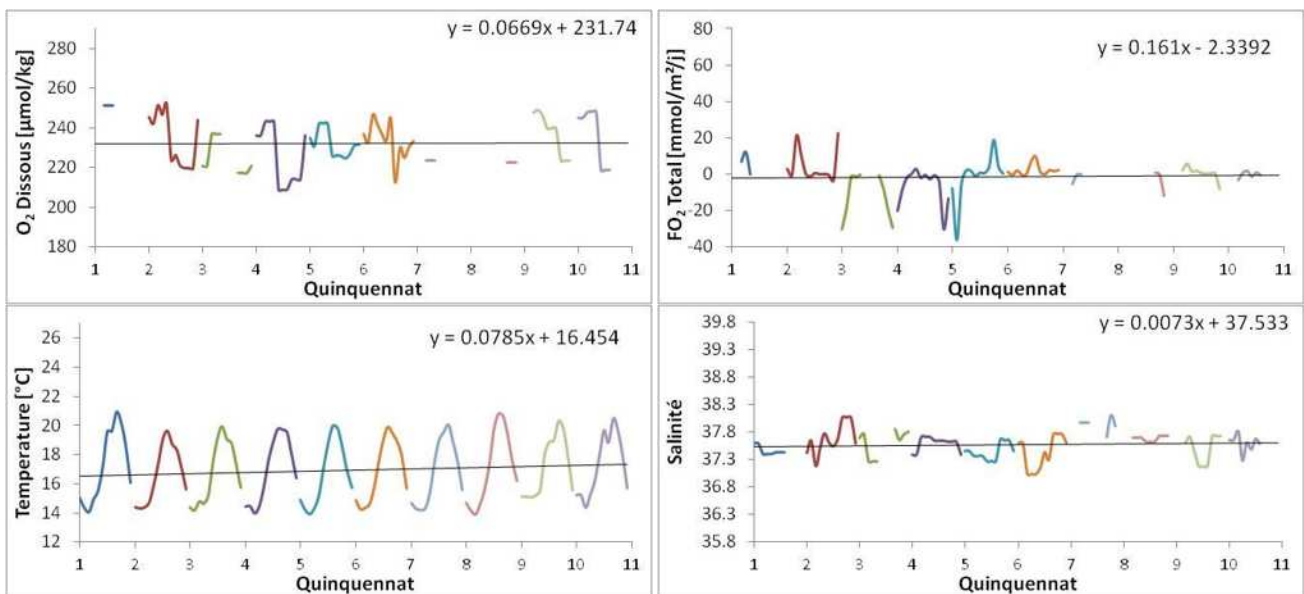 y = 0.0669x + 231.74
O₂ Dissous [µmol/kg]
280
260
240
220
200
180
1 2 3 4 5 6 7 8 9 10 11
Quinquennat
y = 0.161x - 2.3392
FO₂ Total [mmol/m²/j]
80
60
40
20
0
-20
-40
1 2 3 4 5 6 7 8 9 10 11
Quinquennat
y = 0.0785x + 16.454
Temperature [°C]
26
24
22
20
18
16
14
12
1 2 3 4 5 6 7 8 9 10 11
Quinquennat
y = 0.0073x + 37.533
Salinité
39.8
39.3
38.8
38.3
37.8
37.3
36.8
36.3
35.8
1 2 3 4 5 6 7 8 9 10 11
Quinquennat